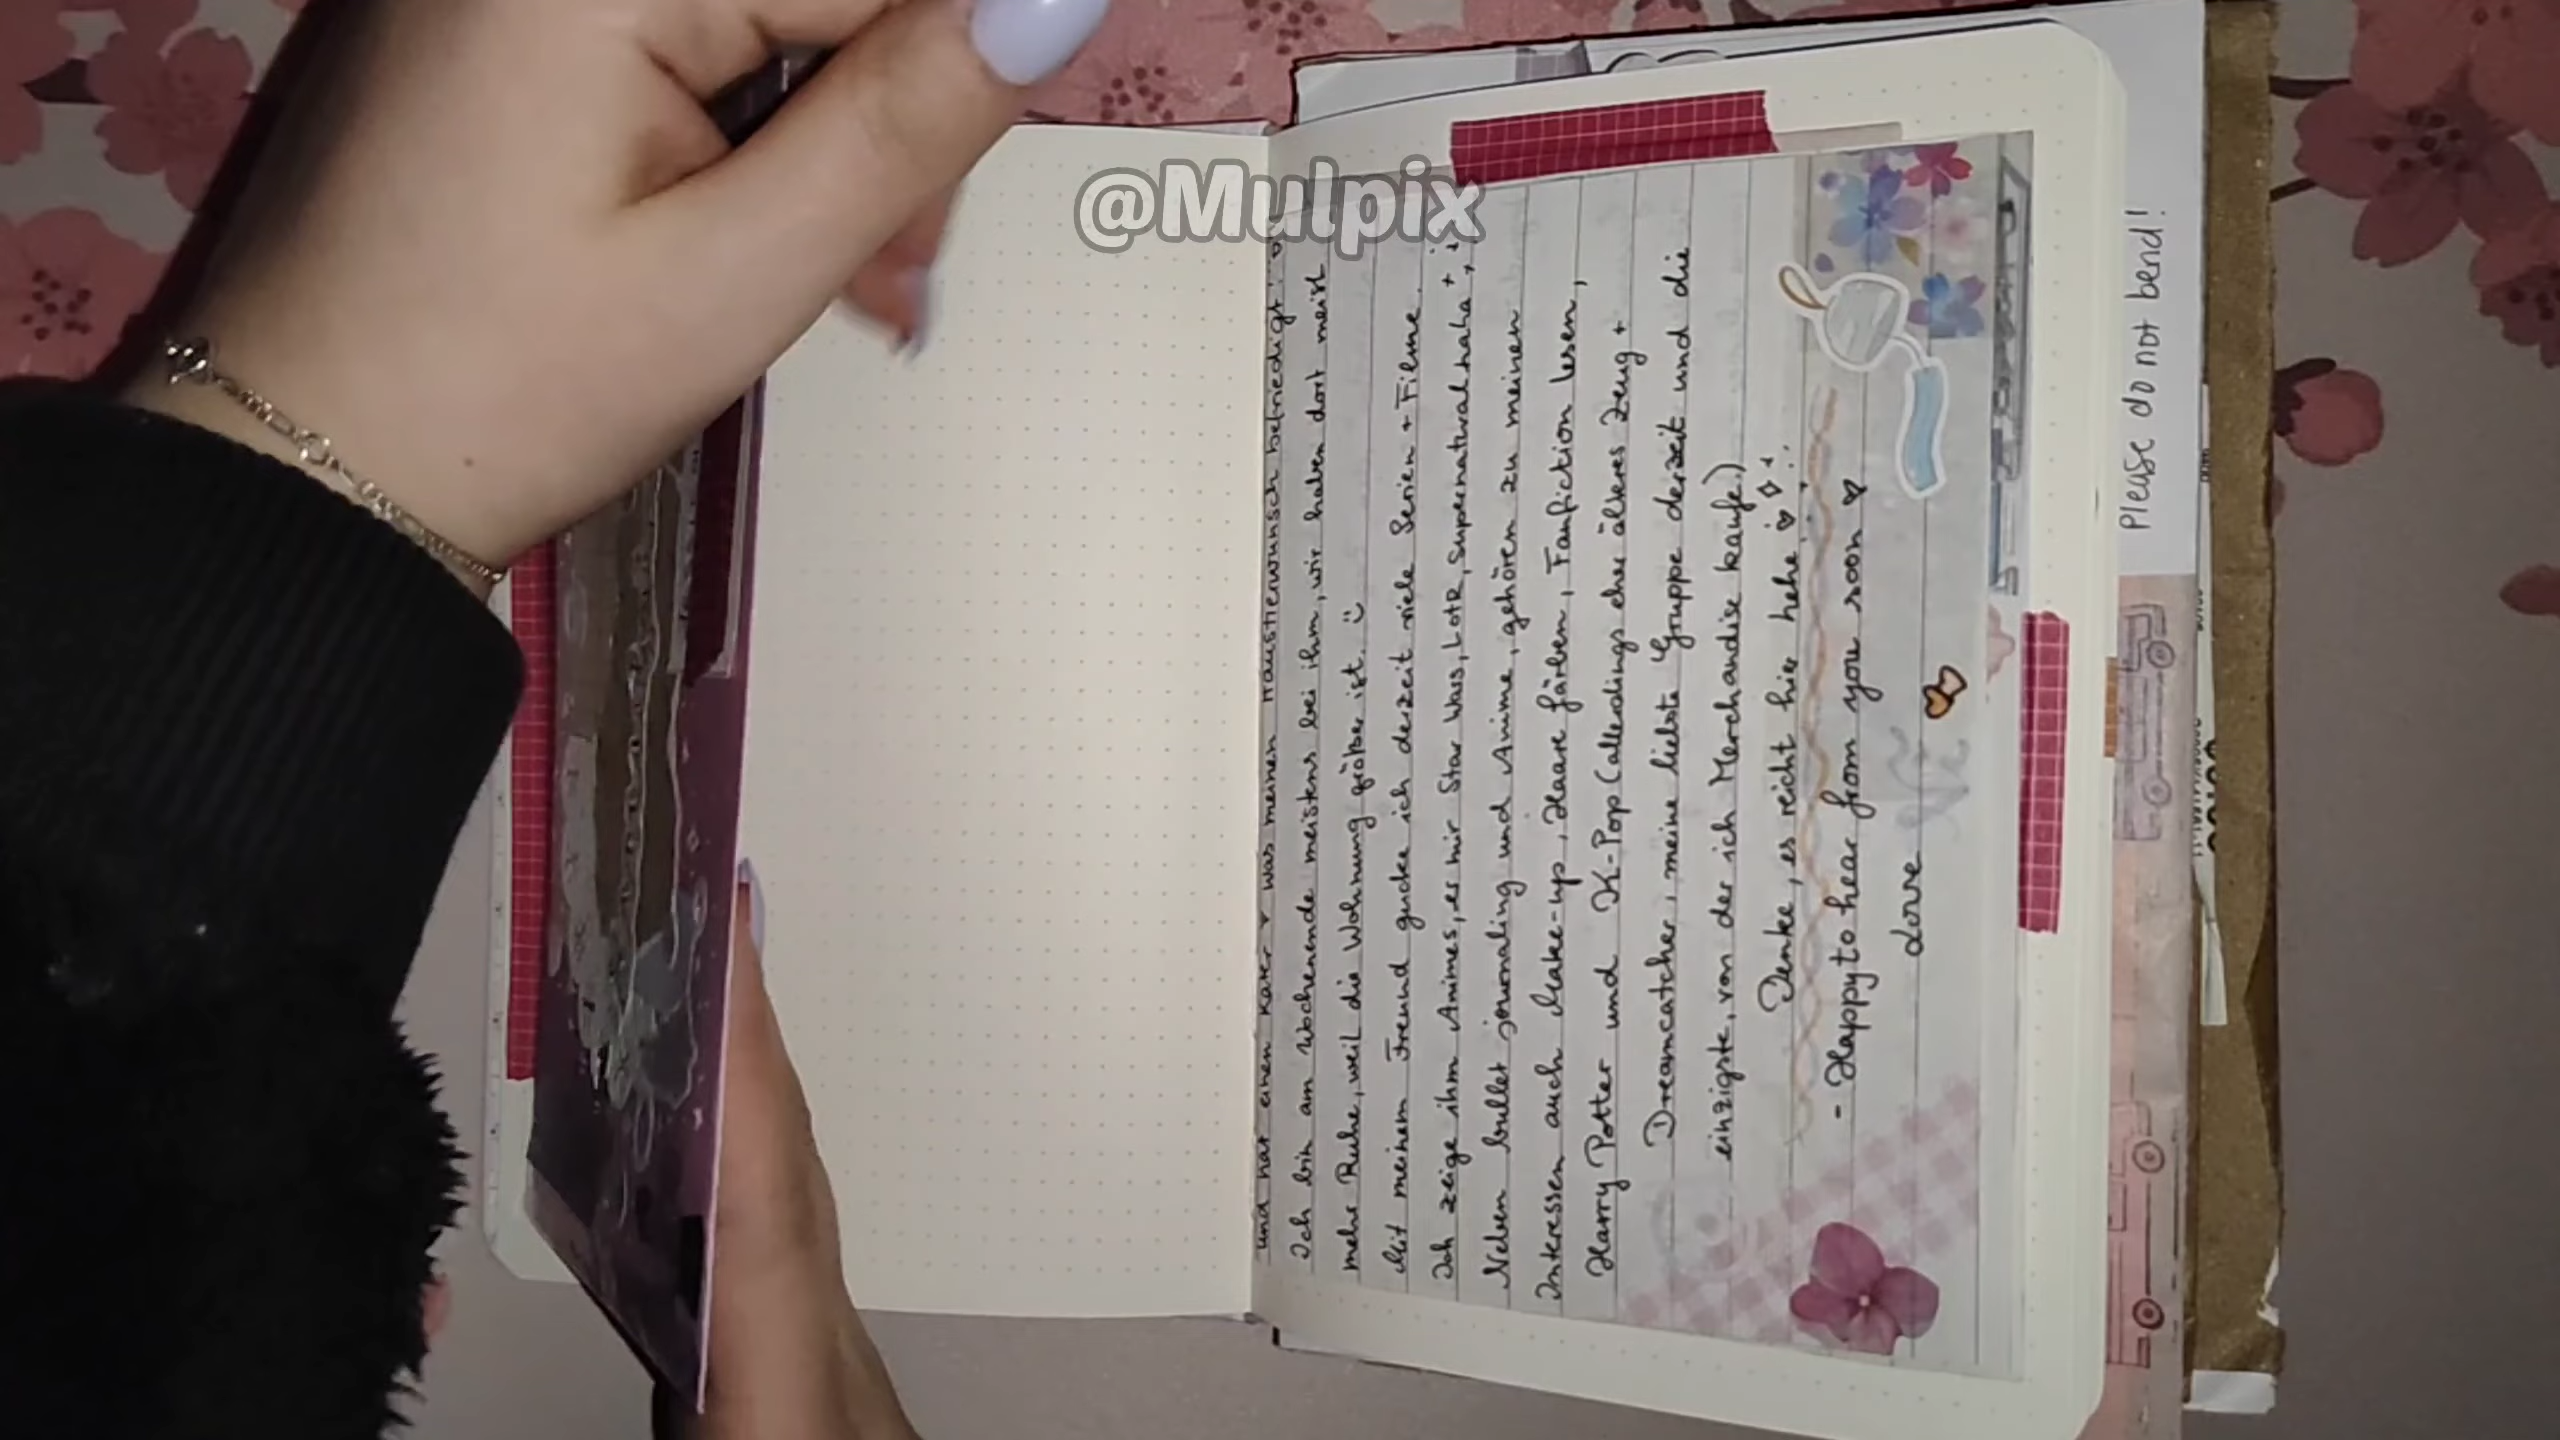 @Mulpix
und hat einen Kater ♥ was meinen Haustierwunsch befriedigt
Ich bin am Wochenende meistens bei ihm, wir haben dort meist
mehr Ruhe, weil die Wohnung größer ist. :)
Mit meinem Freund gucke ich derzeit viele Serien + Filme.
Ich zeige ihm Animes, er mir Star Wars, LotR, Supernatural haha
Neben bullet journaling und Anime, gehören zu meinen
Interessen auch Make-up, Haare färben, Fanfiction lesen,
Harry Potter und K-Pop (allerdings eher älteres Zeug +
Dreamcatcher, meine liebste Gruppe derzeit und die
einzigste, von der ich Merchandise kaufe.)
Denke, es reicht hier hehe
- Happy to hear from you soon ♥
Love
Please do not bend!